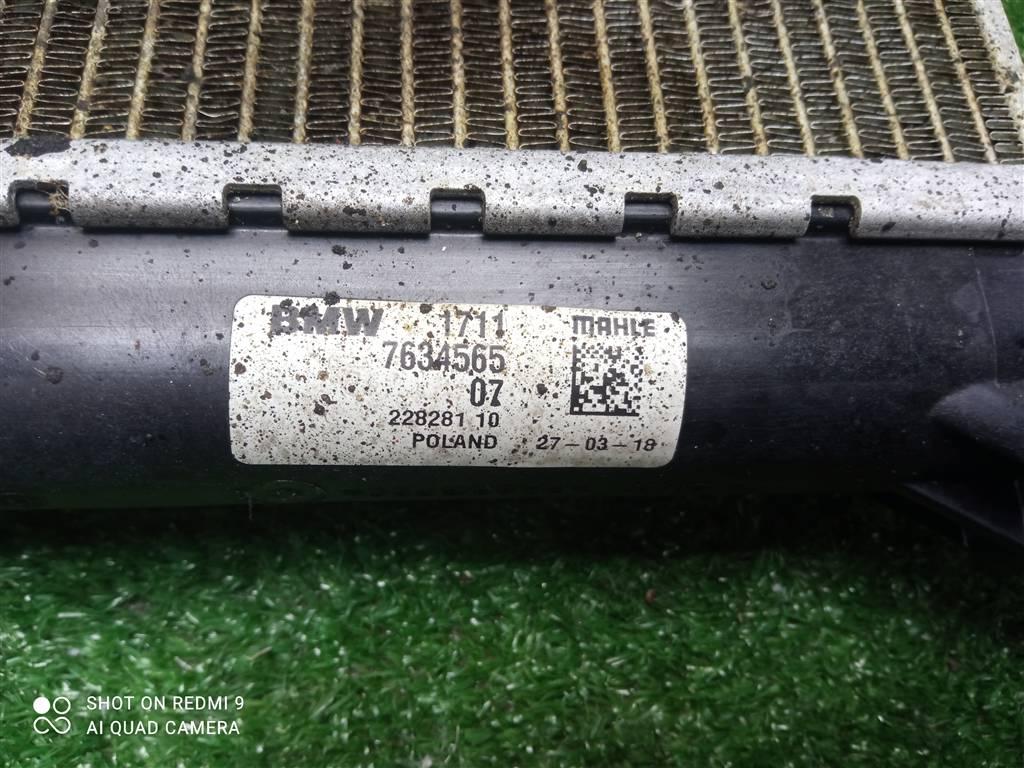 BMW 1711 MAHLE
7634565
07
228281 10
POLAND 27-03-18
SHOT ON REDMI 9
AI QUAD CAMERA